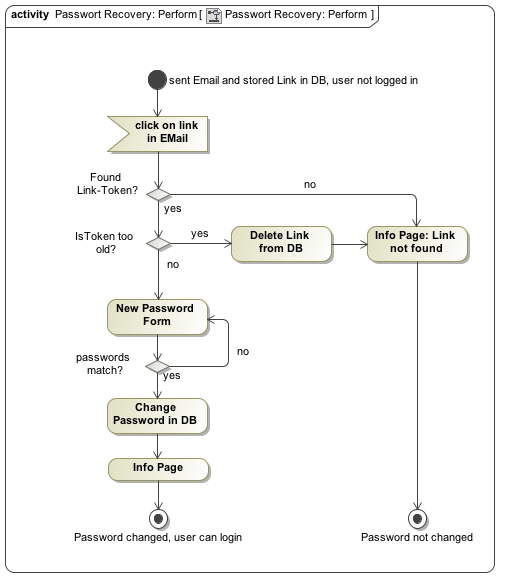 activity Passwort Recovery: Perform [ Passwort Recovery: Perform ]
sent Email and stored Link in DB, user not logged in
click on link
in EMail
Found
Link-Token?
no
yes
IsToken too
old?
yes
Delete Link
from DB
Info Page: Link
not found
no
New Password
Form
no
passwords
match?
yes
Change
Password in DB
Info Page
Password changed, user can login
Password not changed